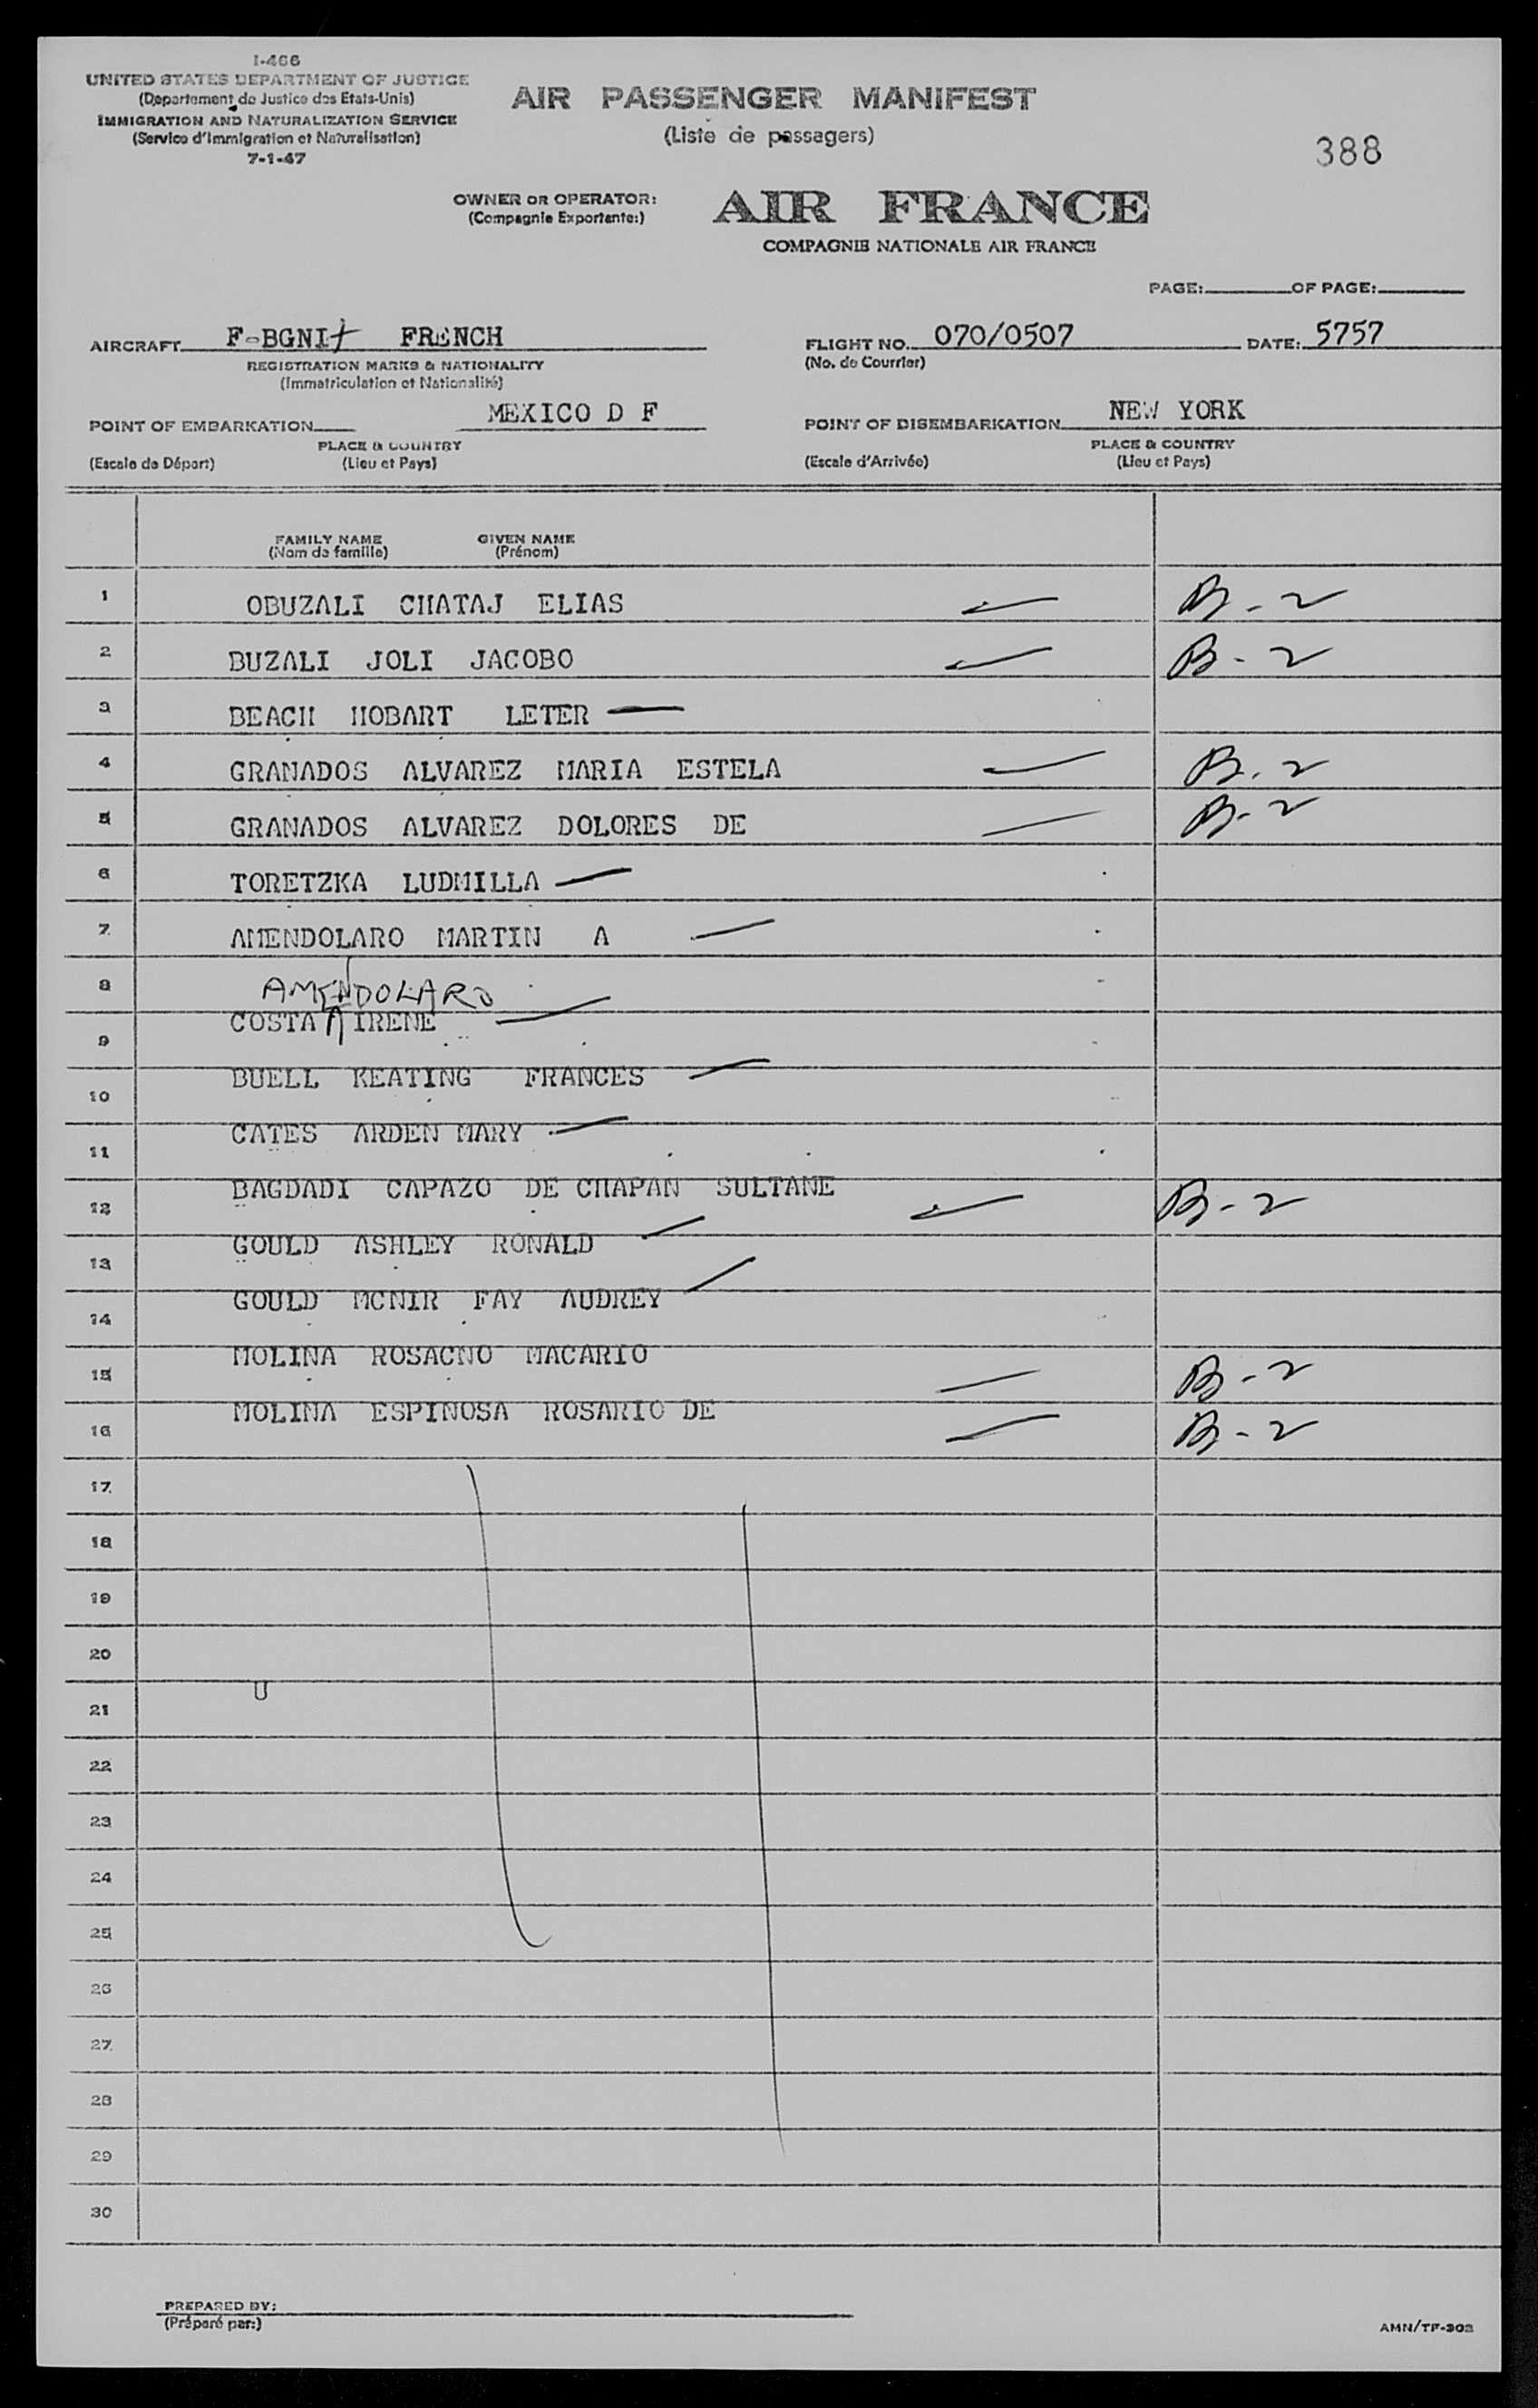 I-466
UNITED STATES DEPARTMENT OF JUSTICE
(Departement de Justice des Etats-Unis)
IMMIGRATION AND NATURALIZATION SERVICE
(Service d'Immigration et Naturalisation)
7-1-47
AIR PASSENGER MANIFEST
(Liste de passagers)
388
OWNER OR OPERATOR: AIR FRANCE
(Compagnie Exportante:)
COMPAGNIE NATIONALE AIR FRANCE
PAGE: OF PAGE:
AIRCRAFT F-BGNI FRENCH FLIGHT NO. 070/0507 DATE: 5757
REGISTRATION MARKS & NATIONALITY (No. de Courrier)
(Immatriculation et Nationalité)
POINT OF EMBARKATION MEXICO D F POINT OF DISEMBARKATION NEW YORK
PLACE & COUNTRY PLACE & COUNTRY
(Escale de Départ) (Lieu et Pays) (Escale d'Arrivée) (Lieu et Pays)
FAMILY NAME GIVEN NAME
(Nom de famille) (Prénom)
1 OBUZALI CHATAJ ELIAS B-2
2 BUZALI JOLI JACOBO B-2
3 BEACH HOBART LETER
4 GRANADOS ALVAREZ MARIA ESTELA B-2
5 GRANADOS ALVAREZ DOLORES DE B-2
6 TORETZKA LUDMILLA
7 AMENDOLARO MARTIN A
8 AMENDOLARO
COSTA IRENE
9
BUELL KEATING FRANCES
10
CATES ARDEN MARY
11
BAGDADI CAPAZO DE CHAPAN SULTANE
12 B-2
GOULD ASHLEY RONALD
13
GOULD MCNIR FAY AUDREY
14
MOLINA ROSACNO MACARIO
15 B-2
MOLINA ESPINOSA ROSARIO DE
16 B-2
17
18
19
20
U
21
22
23
24
25
26
27
28
29
30
PREPARED BY:
(Préparé par:)
AMN/TF-302